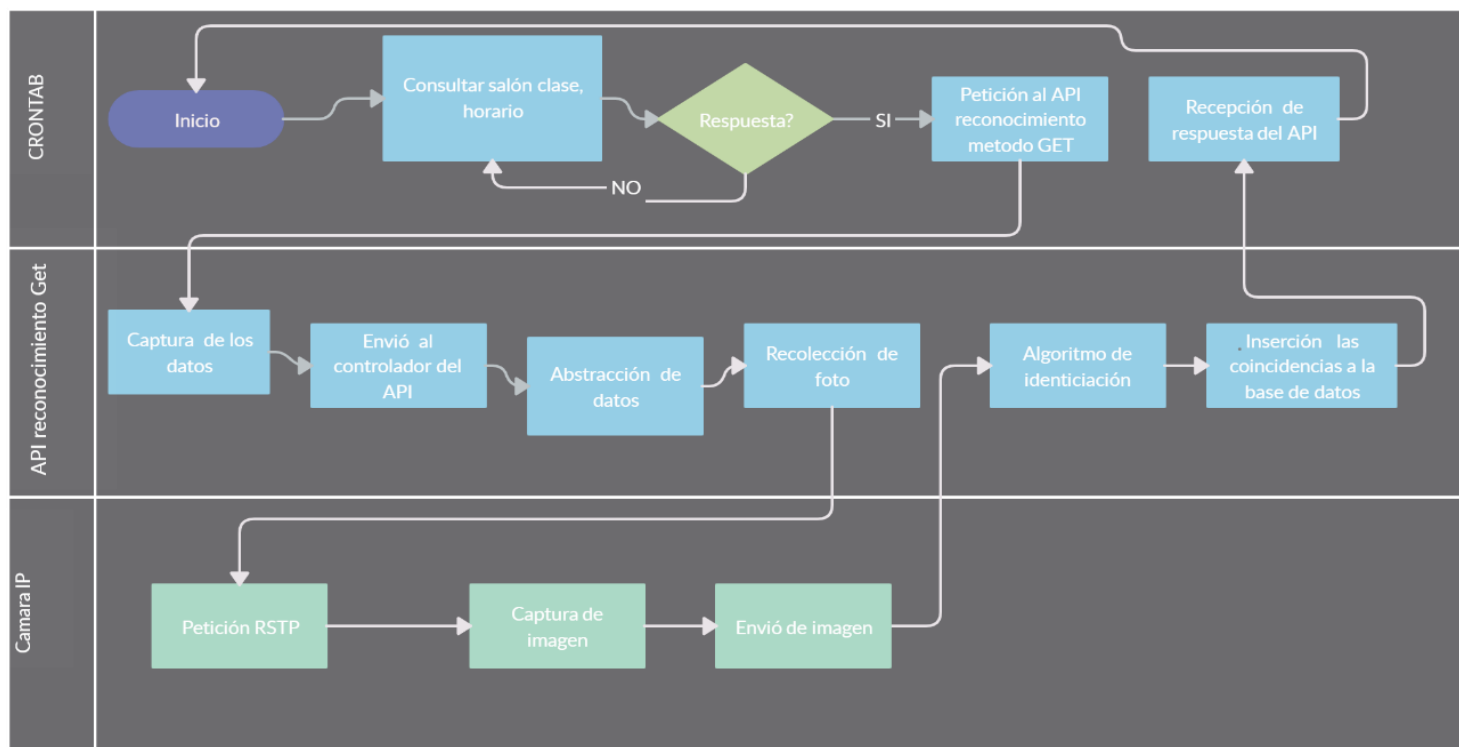 CRONTAB
Inicio
Consultar salón clase,
horario
Respuesta?
SI
NO
Petición al API
reconocimiento
metodo GET
Recepción de
respuesta del API
API reconocimiento Get
Captura de los
datos
Envió al
controlador del
API
Abstracción de
datos
Recolección de
foto
Algoritmo de
identiciación
.Inserción las
coincidencias a la
base de datos
Camara IP
Petición RSTP
Captura de
imagen
Envió de imagen